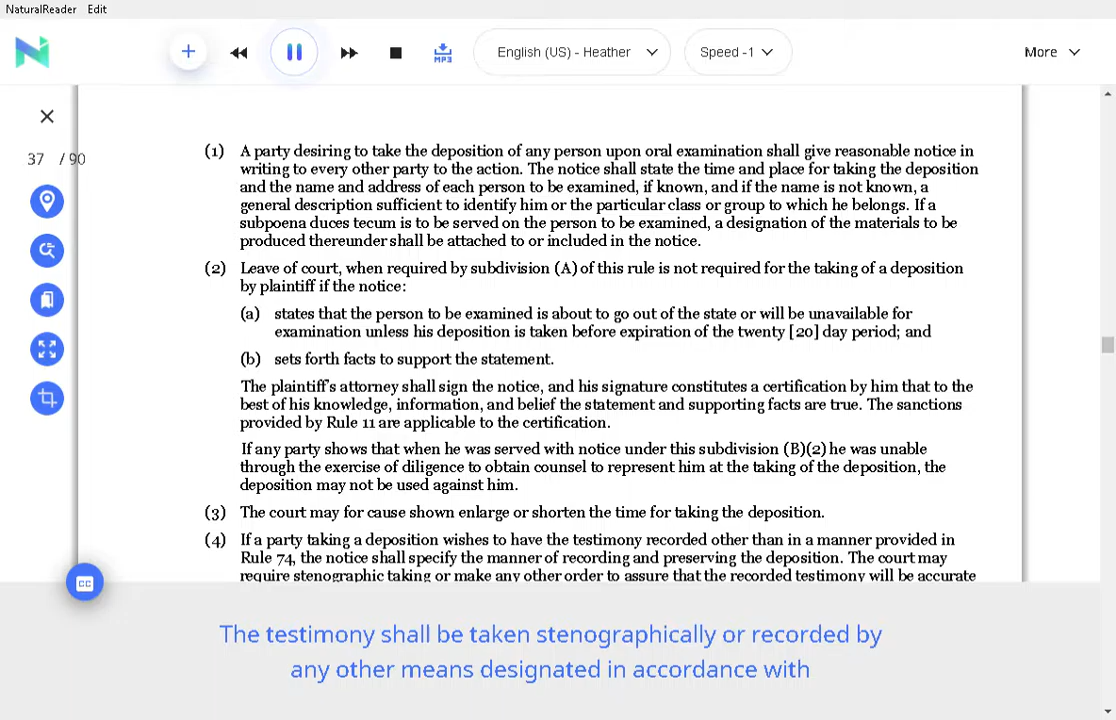 NaturalReader Edit
MP3
English (US) - Heather
Speed -1
More
37 / 90
(1) A party desiring to take the deposition of any person upon oral examination shall give reasonable notice in
writing to every other party to the action. The notice shall state the time and place for taking the deposition
and the name and address of each person to be examined, if known, and if the name is not known, a
general description sufficient to identify him or the particular class or group to which he belongs. If a
subpoena duces tecum is to be served on the person to be examined, a designation of the materials to be
produced thereunder shall be attached to or included in the notice.
(2) Leave of court, when required by subdivision (A) of this rule is not required for the taking of a deposition
by plaintiff if the notice:
(a) states that the person to be examined is about to go out of the state or will be unavailable for
examination unless his deposition is taken before expiration of the twenty [20] day period; and
(b) sets forth facts to support the statement.
The plaintiff's attorney shall sign the notice, and his signature constitutes a certification by him that to the
best of his knowledge, information, and belief the statement and supporting facts are true. The sanctions
provided by Rule 11 are applicable to the certification.
If any party shows that when he was served with notice under this subdivision (B)(2) he was unable
through the exercise of diligence to obtain counsel to represent him at the taking of the deposition, the
deposition may not be used against him.
(3) The court may for cause shown enlarge or shorten the time for taking the deposition.
(4) If a party taking a deposition wishes to have the testimony recorded other than in a manner provided in
Rule 74, the notice shall specify the manner of recording and preserving the deposition. The court may
require stenographic taking or make any other order to assure that the recorded testimony will be accurate
CC
The testimony shall be taken stenographically or recorded by
any other means designated in accordance with